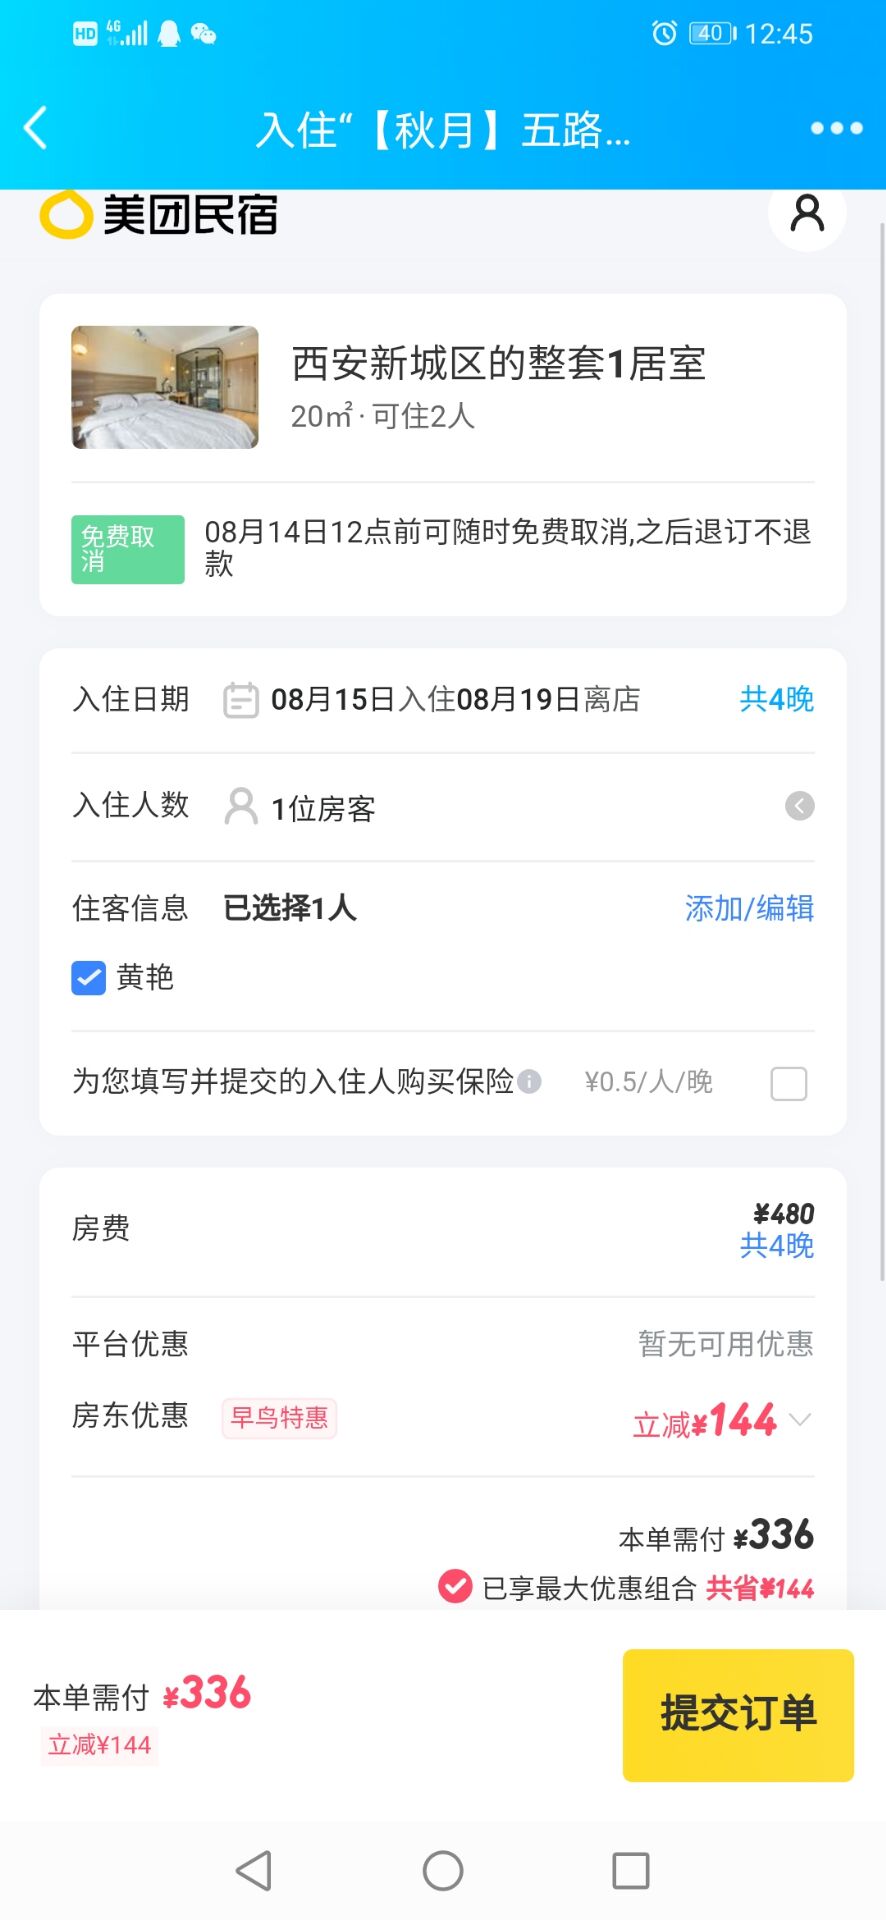 HD 4G 40 12:45
入住“【秋月】五路...
美团民宿
西安新城区的整套1居室
20㎡·可住2人
免费取消
08月14日12点前可随时免费取消,之后退订不退
款
入住日期 08月15日入住08月19日离店 共4晚
入住人数 1位房客
住客信息 已选择1人 添加/编辑
黄艳
为您填写并提交的入住人购买保险 ¥0.5/人/晚
房费 ¥480
共4晚
平台优惠 暂无可用优惠
房东优惠 早鸟特惠 立减¥144
本单需付 ¥336
已享最大优惠组合 共省¥144
本单需付 ¥336
立减¥144
提交订单